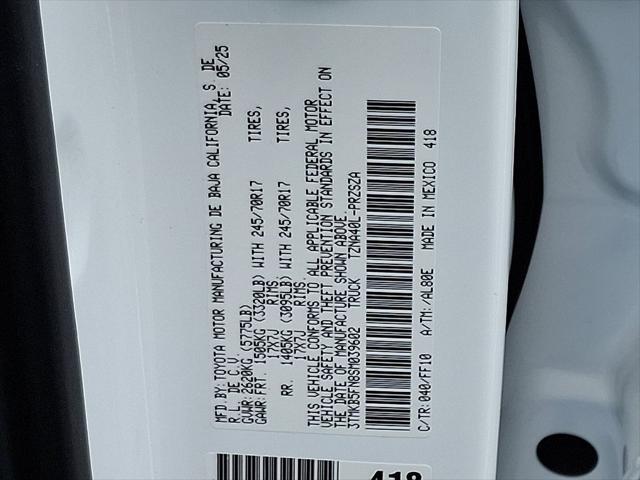 MFD.BY:TOYOTA MOTOR MANUFACTURING DE BAJA CALIFORNIA, S DE
R.L. DE C.V. DATE: 05/25
GVWR: 2620KG (5775LB)
GAWR:FRT. 1505KG (3320LB) WITH 245/70R17 TIRES,
17X7J RIMS
RR. 1405KG (3095LB) WITH 245/70R17 TIRES,
17X7J RIMS.
THIS VEHICLE CONFORMS TO ALL APPLICABLE FEDERAL MOTOR
VEHICLE SAFETY AND THEFT PREVENTION STANDARDS IN EFFECT ON
THE DATE OF MANUFACTURE SHOWN ABOVE.
3TMKB5FN8SM039602 TRUCK TZNA40L-PRZSZA
C/TR:040/FF10 A/TM:-/AL80E MADE IN MEXICO 418
418